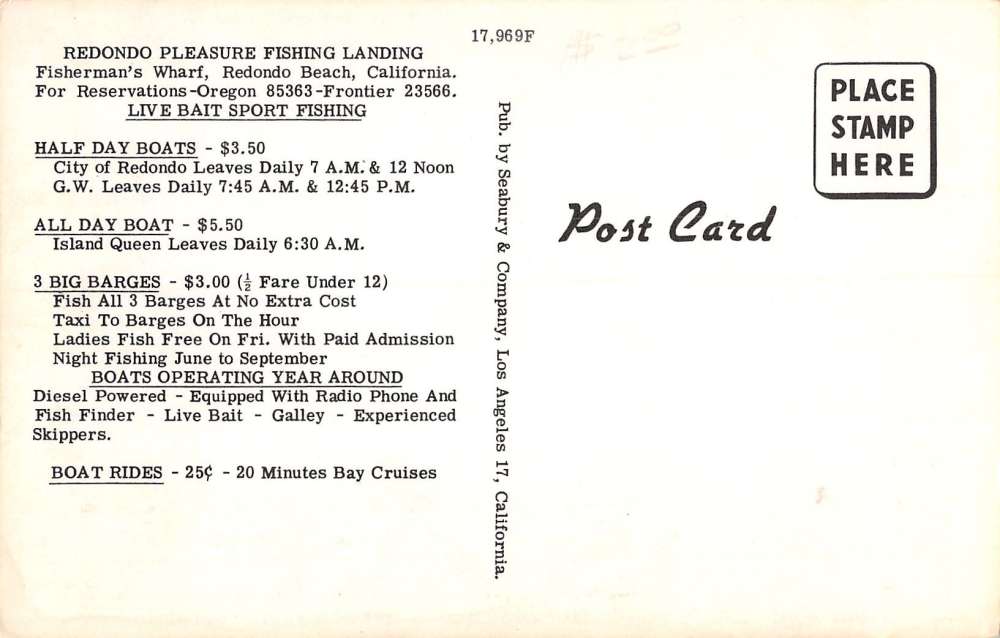 REDONDO PLEASURE FISHING LANDING
Fisherman's Wharf, Redondo Beach, California.
For Reservations-Oregon 85363-Frontier 23566.
LIVE BAIT SPORT FISHING
HALF DAY BOATS - $3.50
City of Redondo Leaves Daily 7 A.M. & 12 Noon
G.W. Leaves Daily 7:45 A.M. & 12:45 P.M.
ALL DAY BOAT - $5.50
Island Queen Leaves Daily 6:30 A.M.
3 BIG BARGES - $3.00 (½ Fare Under 12)
Fish All 3 Barges At No Extra Cost
Taxi To Barges On The Hour
Ladies Fish Free On Fri. With Paid Admission
Night Fishing June to September
BOATS OPERATING YEAR AROUND
Diesel Powered - Equipped With Radio Phone And
Fish Finder - Live Bait - Galley - Experienced
Skippers.
BOAT RIDES - 25¢ - 20 Minutes Bay Cruises
17,969F
Pub. by Seabury & Company, Los Angeles 17, California.
Post Card
PLACE
STAMP
HERE